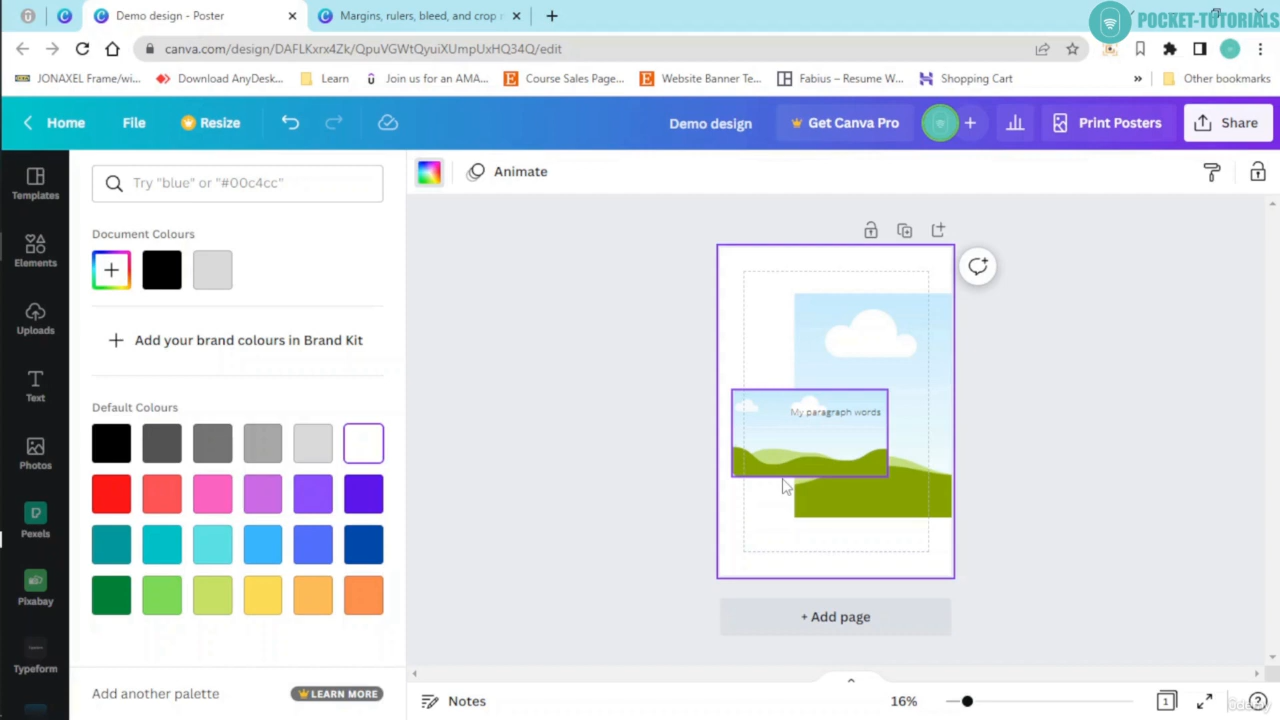 Demo design - Poster
Margins, rulers, bleed, and crop
POCKET-TUTORIALS
canva.com/design/DAFLKxrx4Zk/QpuVGWtQyuiXUmpUxHQ34Q/edit
JONAXEL Frame/wi...
Download AnyDesk...
Learn
Join us for an AMA...
Course Sales Page...
Website Banner Te...
Fabius – Resume W...
Shopping Cart
»
Other bookmarks
Home
File
Resize
Demo design
Get Canva Pro
Print Posters
Share
Templates
Elements
Uploads
Text
Photos
Pexels
Pixabay
Typeform
Try "blue" or "#00c4cc"
Document Colours
Add your brand colours in Brand Kit
Default Colours
Add another palette
LEARN MORE
Animate
My paragraph words
+ Add page
Notes
16%
1
ûdemy